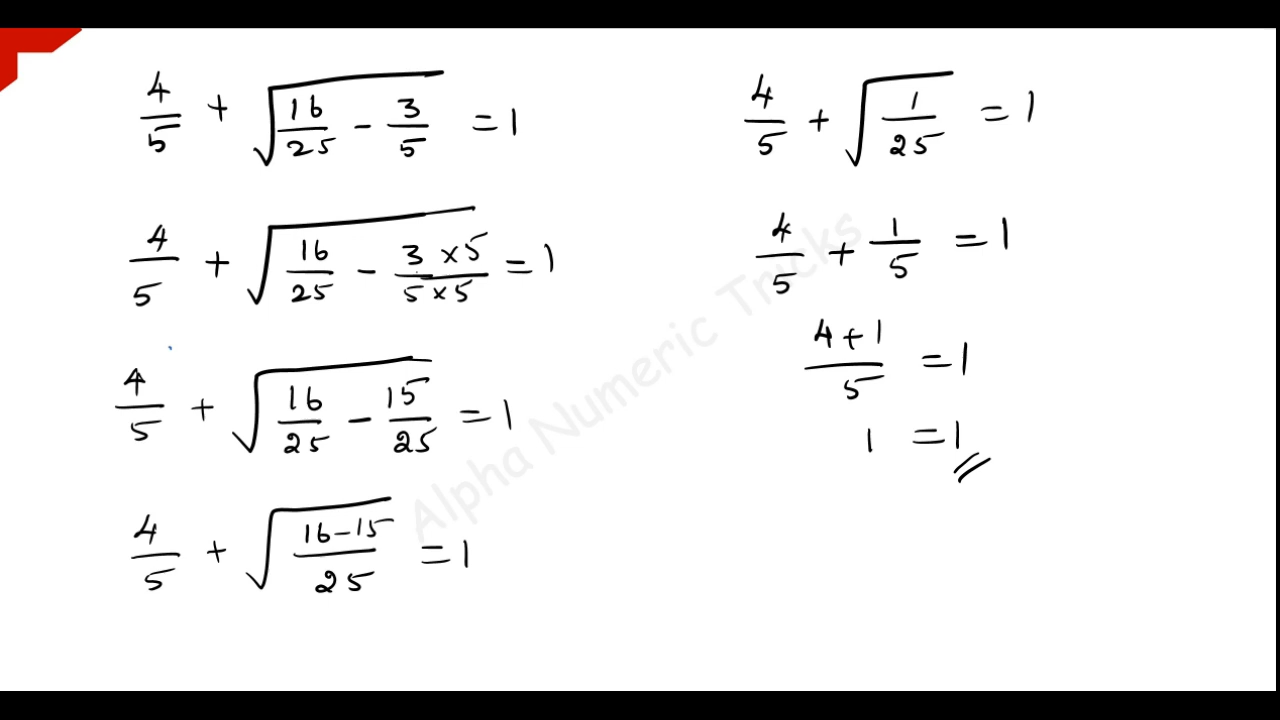 4/5 + √(16/25 - 3/5) = 1
4/5 + √(16/25 - (3 × 5)/(5 × 5)) = 1
4/5 + √(16/25 - 15/25) = 1
4/5 + √((16 - 15)/25) = 1
4/5 + √(1/25) = 1
4/5 + 1/5 = 1
(4 + 1)/5 = 1
1 = 1
Alpha Numeric Tricks